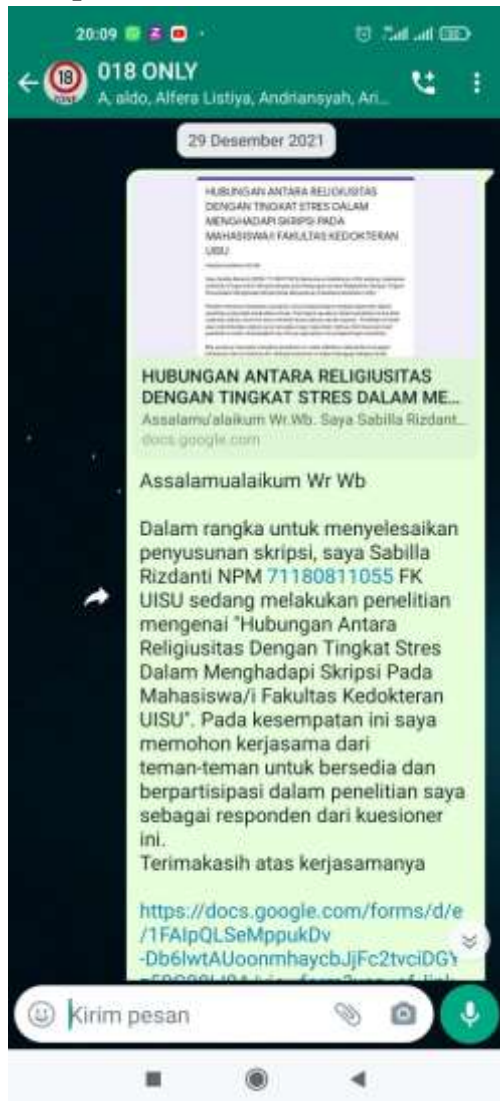 20:09
018 ONLY
A, aldo, Alfera Listiya, Andriansyah, Ari...
29 Desember 2021
HUBUNGAN ANTARA RELIGIUSITAS
DENGAN TINGKAT STRES DALAM
MENGHADAPI SKRIPSI PADA
MAHASISWA/I FAKULTAS KEDOKTERAN
UISU
HUBUNGAN ANTARA RELIGIUSITAS
DENGAN TINGKAT STRES DALAM ME...
Assalamu'alaikum Wr.Wb. Saya Sabilla Rizdant...
docs.google.com
Assalamualaikum Wr Wb
Dalam rangka untuk menyelesaikan
penyusunan skripsi, saya Sabilla
Rizdanti NPM 71180811055 FK
UISU sedang melakukan penelitian
mengenai "Hubungan Antara
Religiusitas Dengan Tingkat Stres
Dalam Menghadapi Skripsi Pada
Mahasiswa/i Fakultas Kedokteran
UISU". Pada kesempatan ini saya
memohon kerjasama dari
teman-teman untuk bersedia dan
berpartisipasi dalam penelitian saya
sebagai responden dari kuesioner
ini.
Terimakasih atas kerjasamanya
https://docs.google.com/forms/d/e
/1FAIpQLSeMppukDv
-Db6lwtAUoonmhaycbJjFc2tvciDGY
Kirim pesan